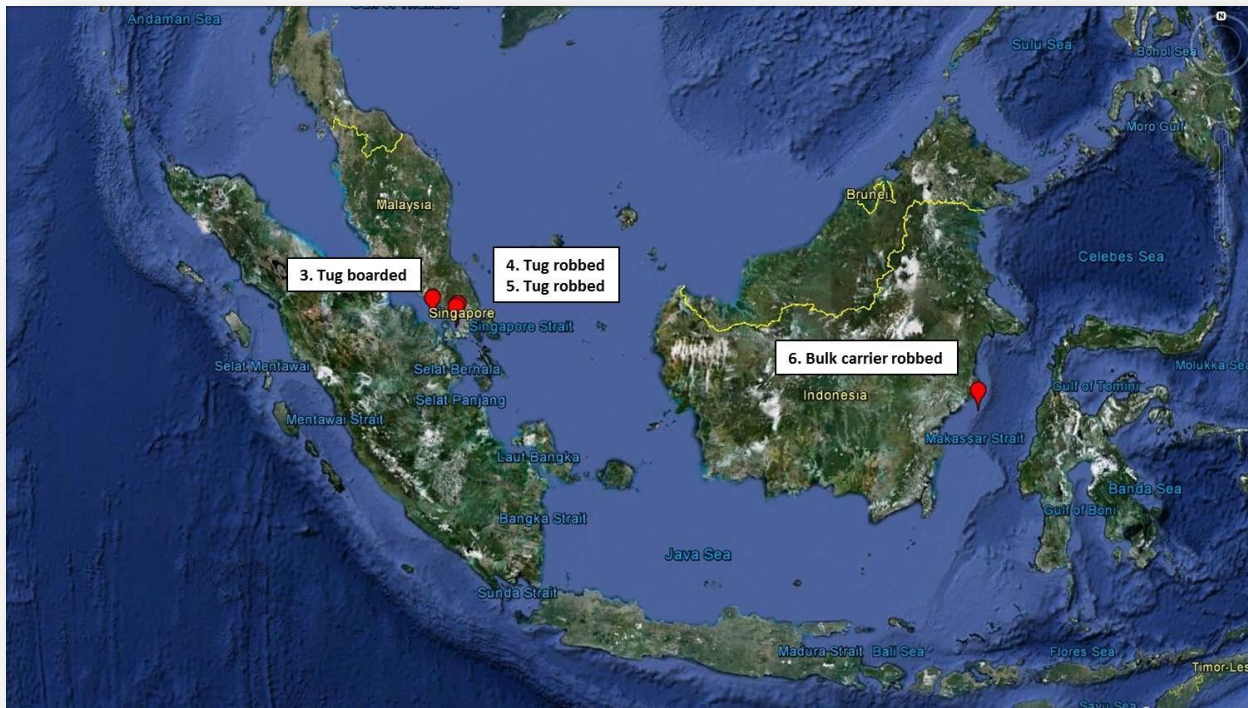 Andaman Sea
Sulu Sea
Bohol Sea
Moro Gulf
Malaysia
Brunei
Celebes Sea
3. Tug boarded
4. Tug robbed
5. Tug robbed
Singapore
Singapore Strait
6. Bulk carrier robbed
Selat Mentawai
Selat Berhala
Molukka Sea
Selat Panjang
Indonesia
Gulf of Tomini
Mentawai Strait
Makassar Strait
Laut Bangka
Banda Sea
Bangka Strait
Gulf of Boni
Java Sea
Sunda Strait
Madura Strait
Bali Sea
Flores Sea
Timor-Les
Savu Sea
N